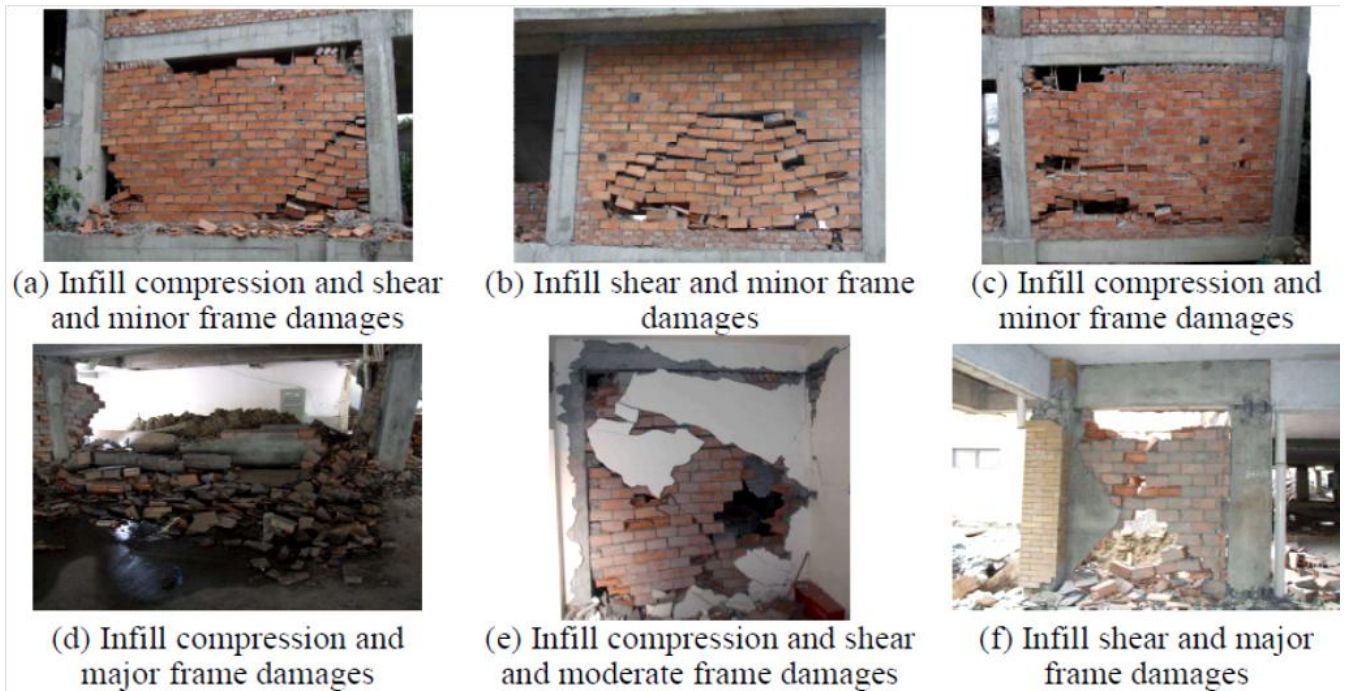 (a) Infill compression and shear
and minor frame damages
(b) Infill shear and minor frame
damages
(c) Infill compression and
minor frame damages
(d) Infill compression and
major frame damages
(e) Infill compression and shear
and moderate frame damages
(f) Infill shear and major
frame damages